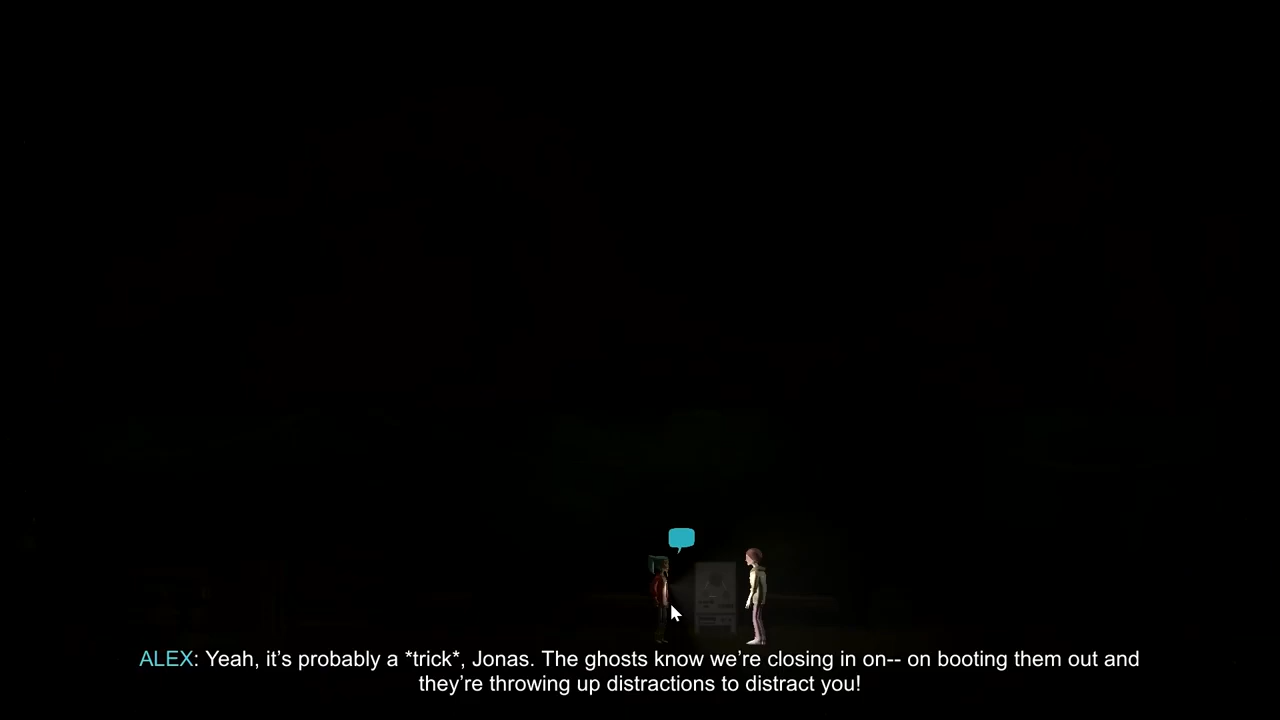 ALEX: Yeah, it’s probably a *trick*, Jonas. The ghosts know we’re closing in on-- on booting them out and
they’re throwing up distractions to distract you!